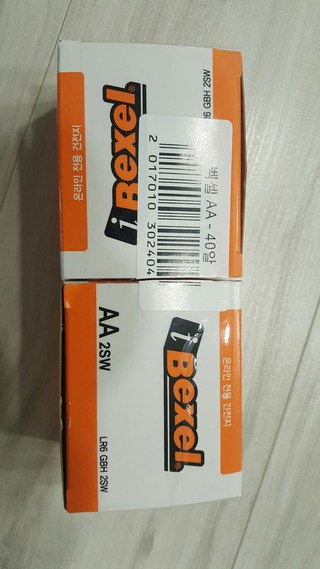 온라인 전용 건전지
i Bexel®
GBH 2SW
벡셀 AA - 40알
2 017010 302404
온라인 전용 건전지
i Bexel®
AA 2SW
LR6 GBH 2SW